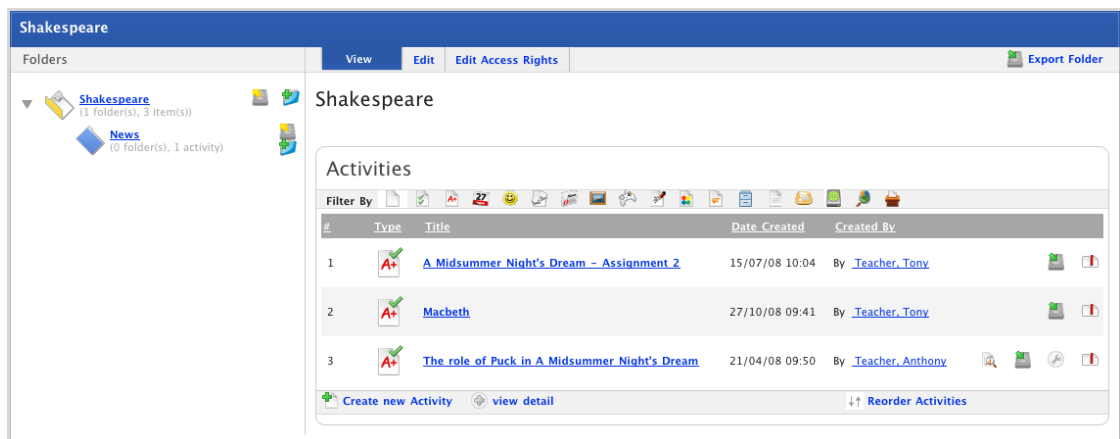 Shakespeare
Folders
View Edit Edit Access Rights Export Folder
Shakespeare
(1 folder(s), 3 item(s))
News
(0 folder(s), 1 activity)
Shakespeare
Activities
Filter By
# Type Title Date Created Created By
1 A+ A Midsummer Night's Dream - Assignment 2 15/07/08 10:04 By Teacher, Tony
2 A+ Macbeth 27/10/08 09:41 By Teacher, Tony
3 A+ The role of Puck in A Midsummer Night's Dream 21/04/08 09:50 By Teacher, Anthony
Create new Activity view detail Reorder Activities